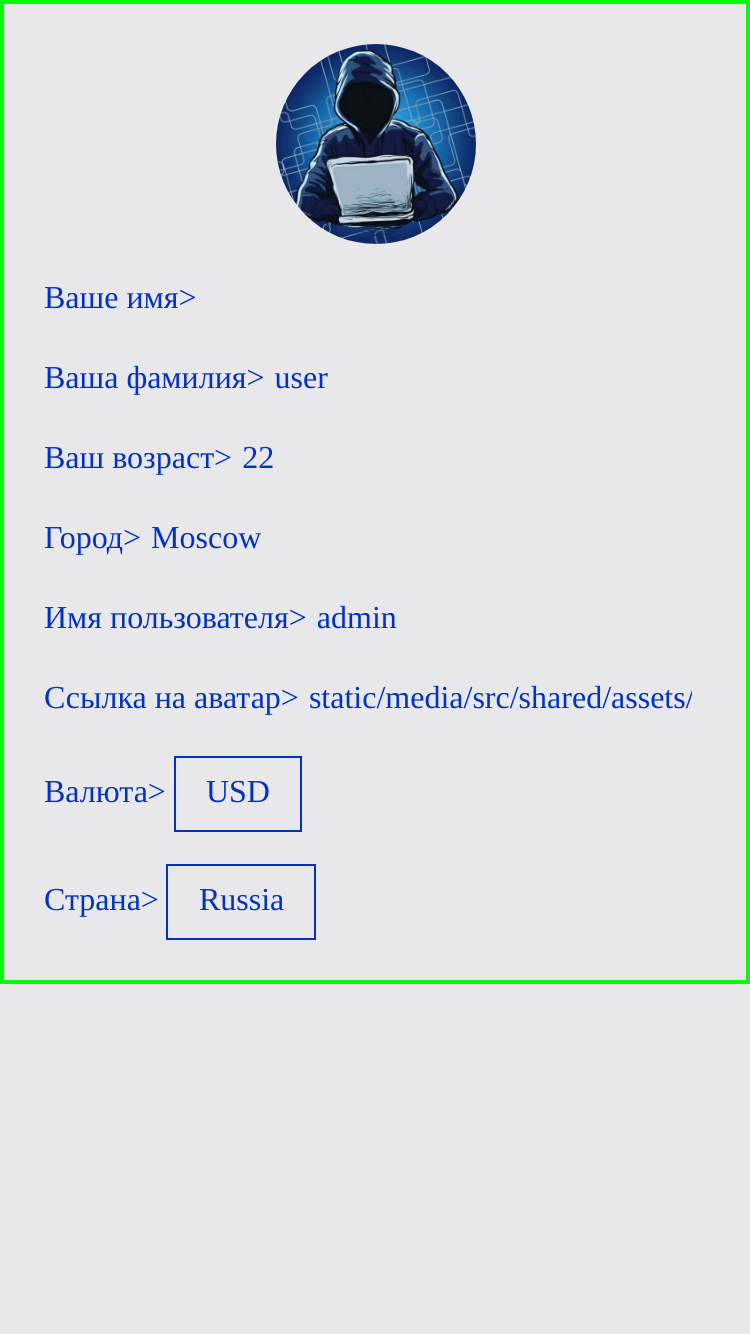 Ваше имя>
Ваша фамилия> user
Ваш возраст> 22
Город> Moscow
Имя пользователя> admin
Ссылка на аватар> static/media/src/shared/assets/
Валюта> USD
Страна> Russia